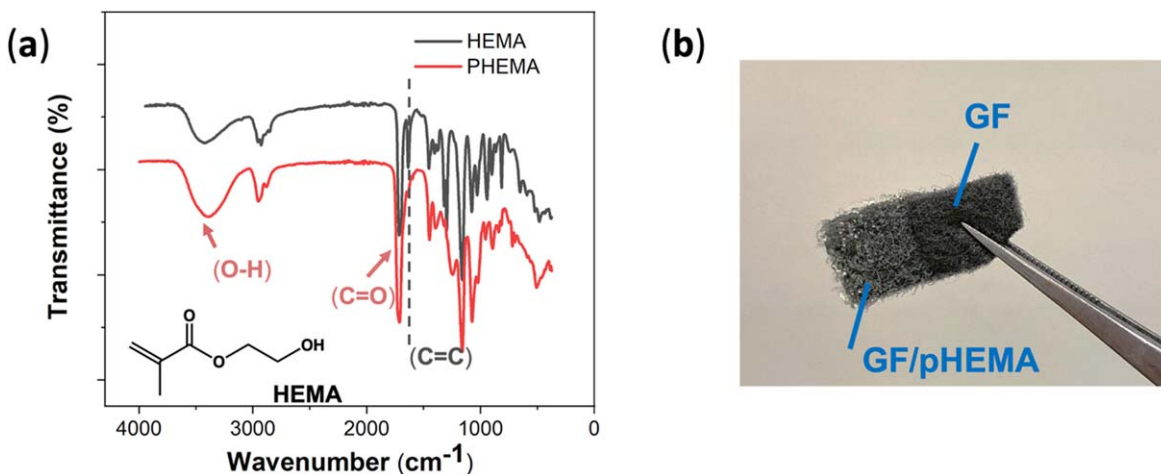 (a)
HEMA
PHEMA
Transmittance (%)
(O-H)
(C=O)
(C=C)
O
O
OH
HEMA
4000 3000 2000 1000 0
Wavenumber (cm-1)
(b)
GF
GF/pHEMA